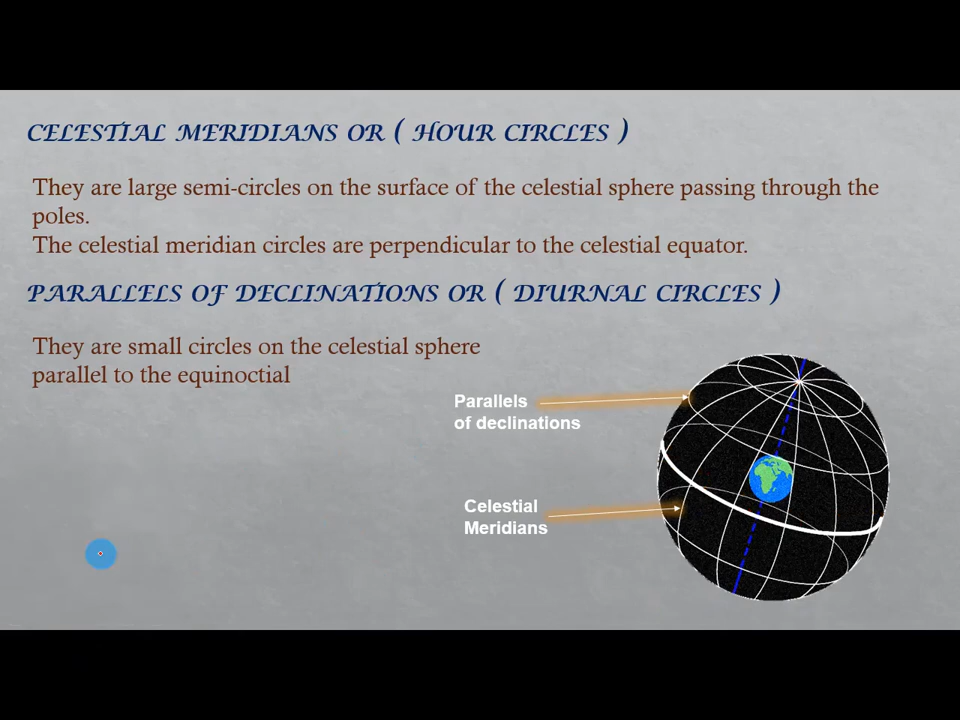 CELESTIAL MERIDIANS OR ( HOUR CIRCLES )
They are large semi-circles on the surface of the celestial sphere passing through the
poles.
The celestial meridian circles are perpendicular to the celestial equator.
PARALLELS OF DECLINATIONS OR ( DIURNAL CIRCLES )
They are small circles on the celestial sphere
parallel to the equinoctial
Parallels
of declinations
Celestial
Meridians